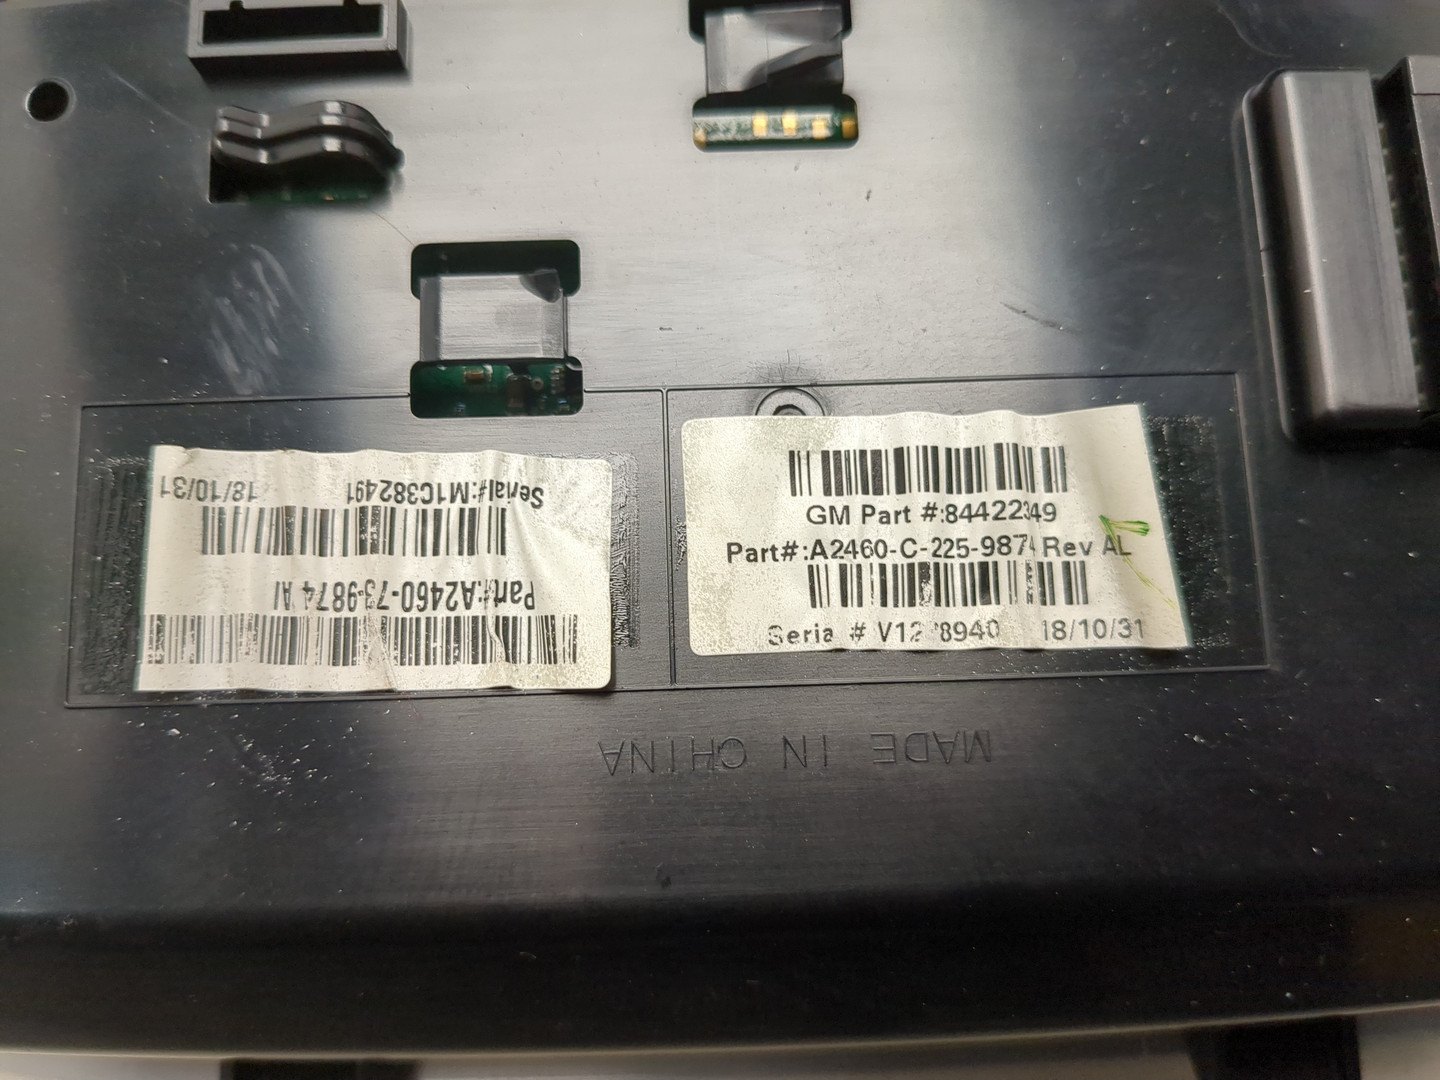 Serial#:M1C382491 18/10/31
Part#:A2460-73-9874
GM Part #:84422349
Part#:A2460-C-225-9874 Rev AL
# 18/10/31
MADE IN CHINA